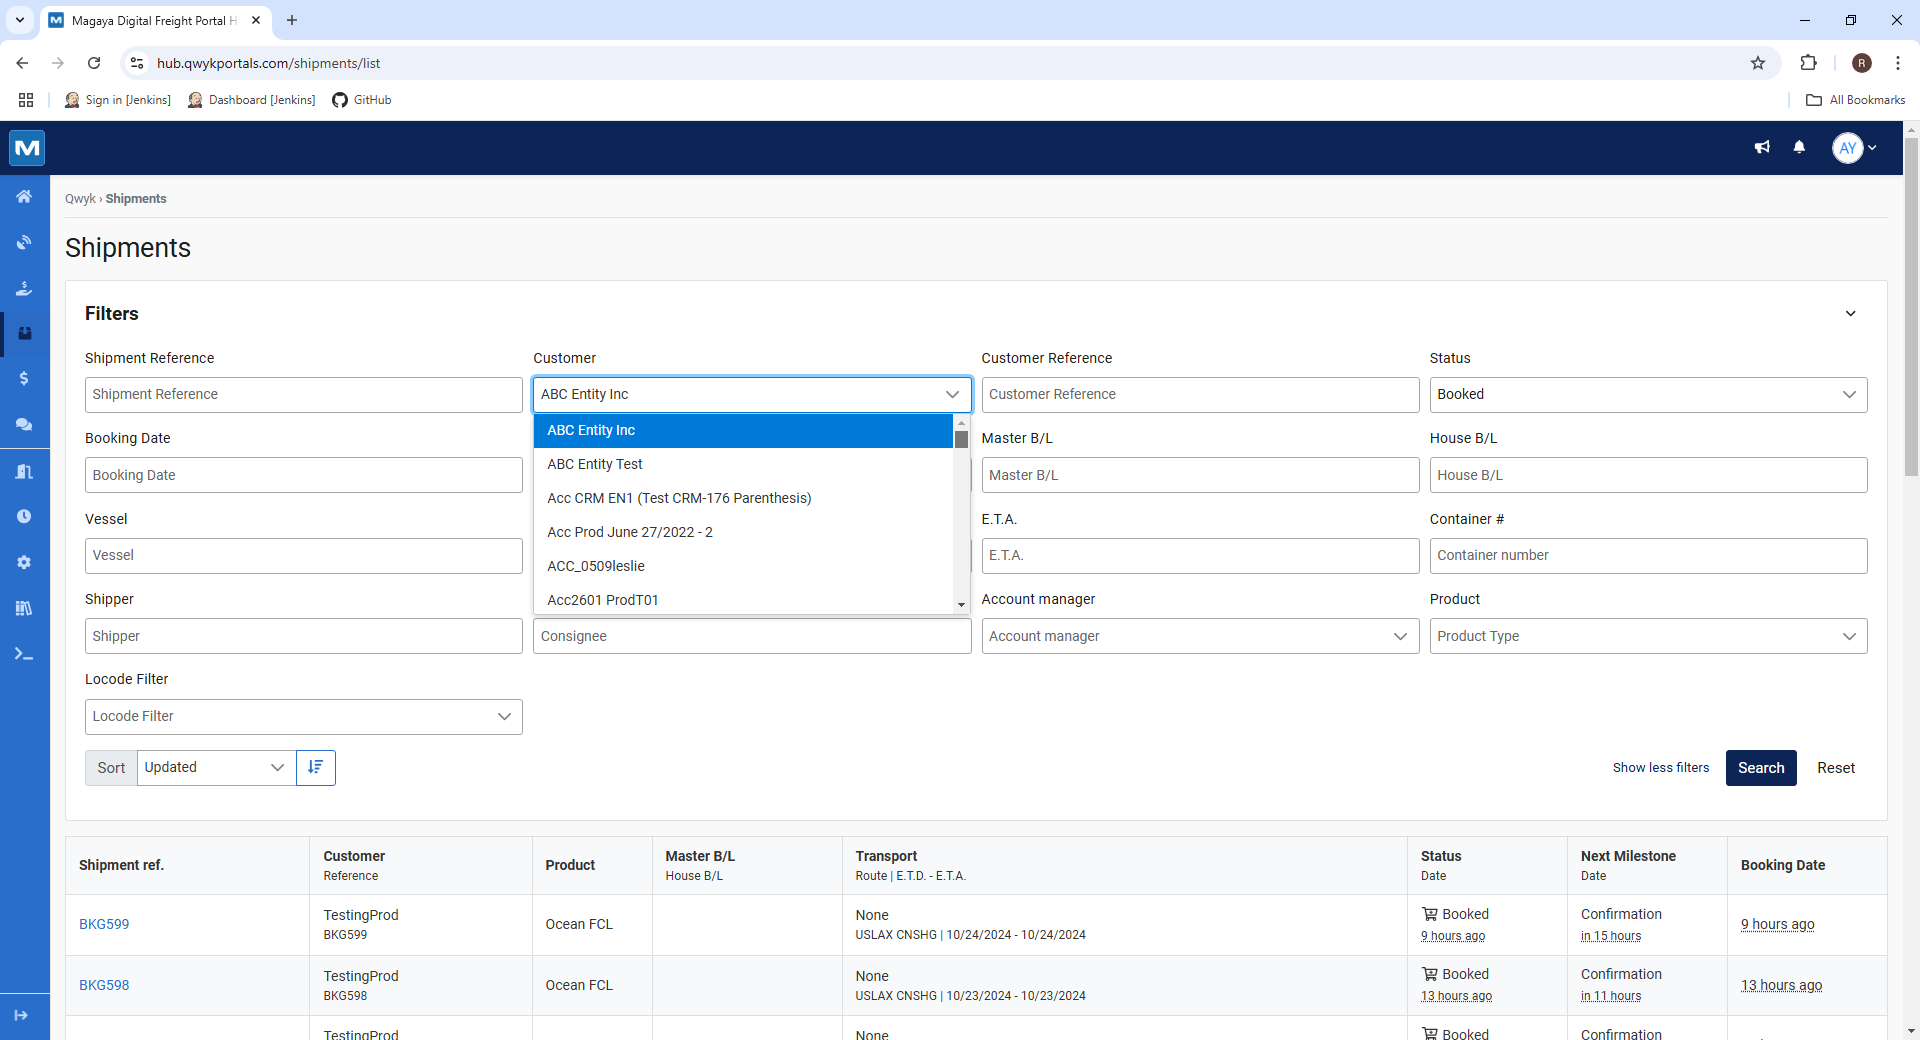 Magaya Digital Freight Portal H
hub.qwykportals.com/shipments/list
R
Sign in [Jenkins]
Dashboard [Jenkins]
GitHub
All Bookmarks
M
AY
Qwyk › Shipments
Shipments
Filters
Shipment Reference
Customer
Customer Reference
Status
Shipment Reference
ABC Entity Inc
Customer Reference
Booked
ABC Entity Inc
ABC Entity Test
Acc CRM EN1 (Test CRM-176 Parenthesis)
Acc Prod June 27/2022 - 2
ACC_0509leslie
Acc2601 ProdT01
Booking Date
Master B/L
House B/L
Booking Date
Master B/L
House B/L
Vessel
E.T.A.
Container #
Vessel
E.T.A.
Container number
Shipper
Account manager
Product
Shipper
Consignee
Account manager
Product Type
Locode Filter
Locode Filter
Sort
Updated
Show less filters
Search
Reset
Shipment ref.
Customer
Reference
Product
Master B/L
House B/L
Transport
Route | E.T.D. - E.T.A.
Status
Date
Next Milestone
Date
Booking Date
BKG599
TestingProd
BKG599
Ocean FCL
None
USLAX CNSHG | 10/24/2024 - 10/24/2024
Booked
9 hours ago
Confirmation
in 15 hours
9 hours ago
BKG598
TestingProd
BKG598
Ocean FCL
None
USLAX CNSHG | 10/23/2024 - 10/23/2024
Booked
13 hours ago
Confirmation
in 11 hours
13 hours ago
TestingProd
None
Booked
Confirmation